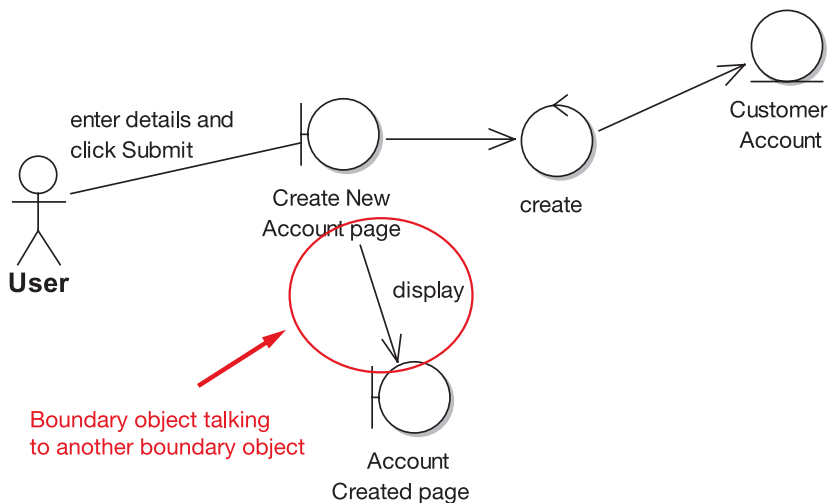 enter details and
click Submit
User
Create New
Account page
create
Customer
Account
display
Boundary object talking
to another boundary object
Account
Created page